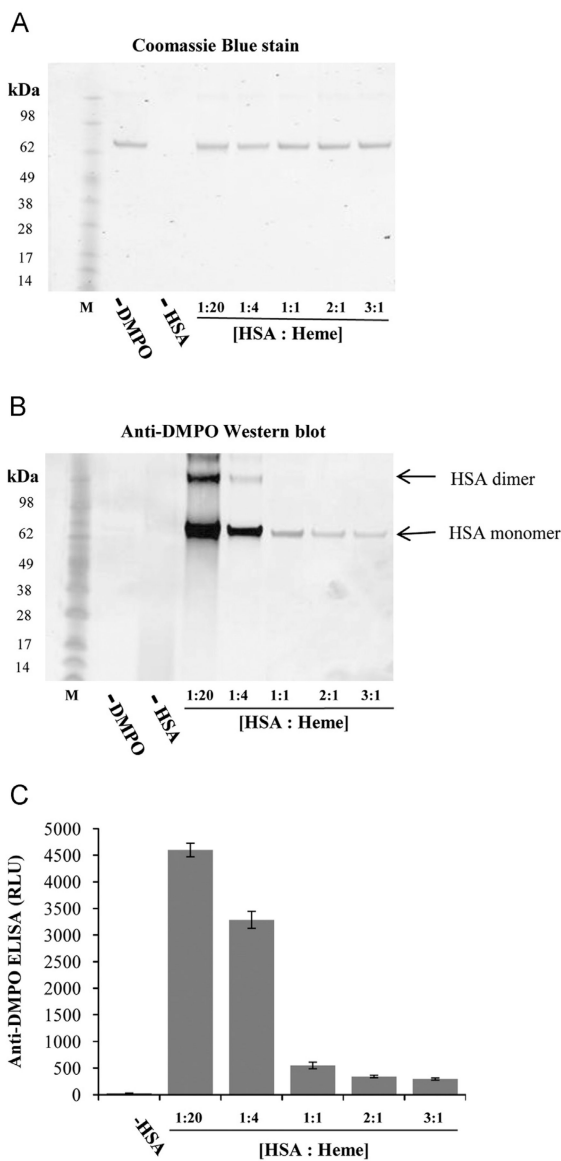 A
Coomassie Blue stain
kDa
98
62
49
38
28
17
14
M
-DMPO
-HSA
1:20 1:4 1:1 2:1 3:1
[HSA : Heme]
B
Anti-DMPO Western blot
kDa
98
62
49
38
28
17
14
HSA dimer
HSA monomer
M
-DMPO
-HSA
1:20 1:4 1:1 2:1 3:1
[HSA : Heme]
C
Anti-DMPO ELISA (RLU)
5000
4500
4000
3500
3000
2500
2000
1500
1000
500
0
-HSA
1:20 1:4 1:1 2:1 3:1
[HSA : Heme]